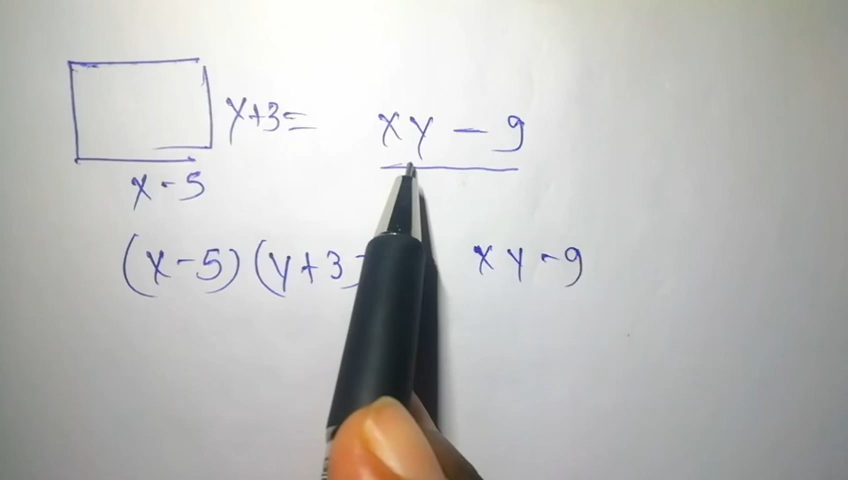 y+3= xy - 9
x - 5
(x-5)(y+3 xy-9